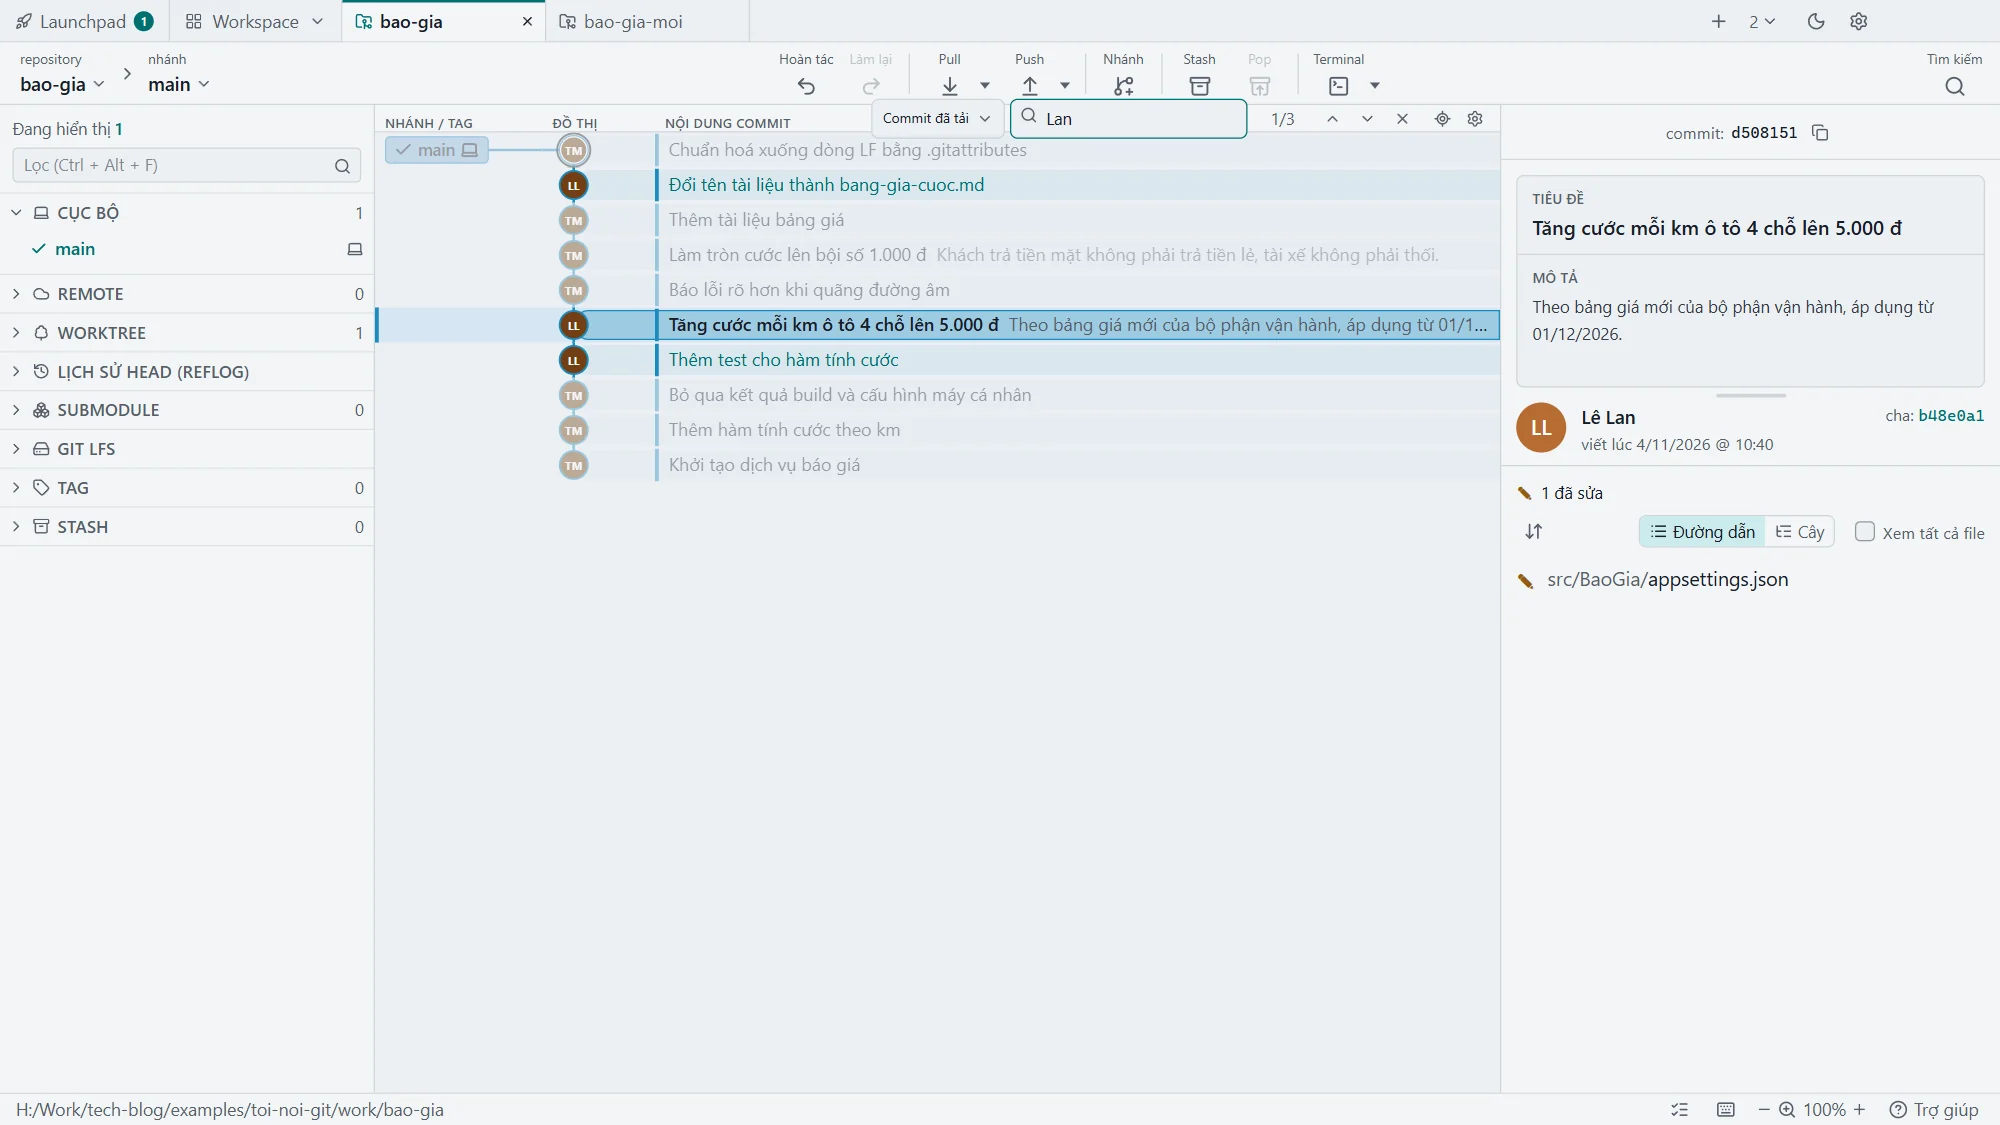 Launchpad 1
Workspace
bao-gia
bao-gia-moi
2
repository
bao-gia
nhánh
main
Hoàn tác
Làm lại
Pull
Push
Nhánh
Stash
Pop
Terminal
Tìm kiếm
Đang hiển thị 1
Lọc (Ctrl + Alt + F)
CỤC BỘ 1
main
REMOTE 0
WORKTREE 1
LỊCH SỬ HEAD (REFLOG)
SUBMODULE 0
GIT LFS
TAG 0
STASH 0
NHÁNH / TAG
ĐỒ THỊ
NỘI DUNG COMMIT
Commit đã tải
Lan
1/3
main TM Chuẩn hoá xuống dòng LF bằng .gitattributes
LL Đổi tên tài liệu thành bang-gia-cuoc.md
TM Thêm tài liệu bảng giá
TM Làm tròn cước lên bội số 1.000 đ Khách trả tiền mặt không phải trả tiền lẻ, tài xế không phải thối.
TM Báo lỗi rõ hơn khi quãng đường âm
LL Tăng cước mỗi km ô tô 4 chỗ lên 5.000 đ Theo bảng giá mới của bộ phận vận hành, áp dụng từ 01/1...
LL Thêm test cho hàm tính cước
TM Bỏ qua kết quả build và cấu hình máy cá nhân
TM Thêm hàm tính cước theo km
TM Khởi tạo dịch vụ báo giá
commit: d508151
TIÊU ĐỀ
Tăng cước mỗi km ô tô 4 chỗ lên 5.000 đ
MÔ TẢ
Theo bảng giá mới của bộ phận vận hành, áp dụng từ
01/12/2026.
LL
Lê Lan
viết lúc 4/11/2026 @ 10:40
cha: b48e0a1
1 đã sửa
Đường dẫn
Cây
Xem tất cả file
src/BaoGia/appsettings.json
H:/Work/tech-blog/examples/toi-noi-git/work/bao-gia
100%
Trợ giúp